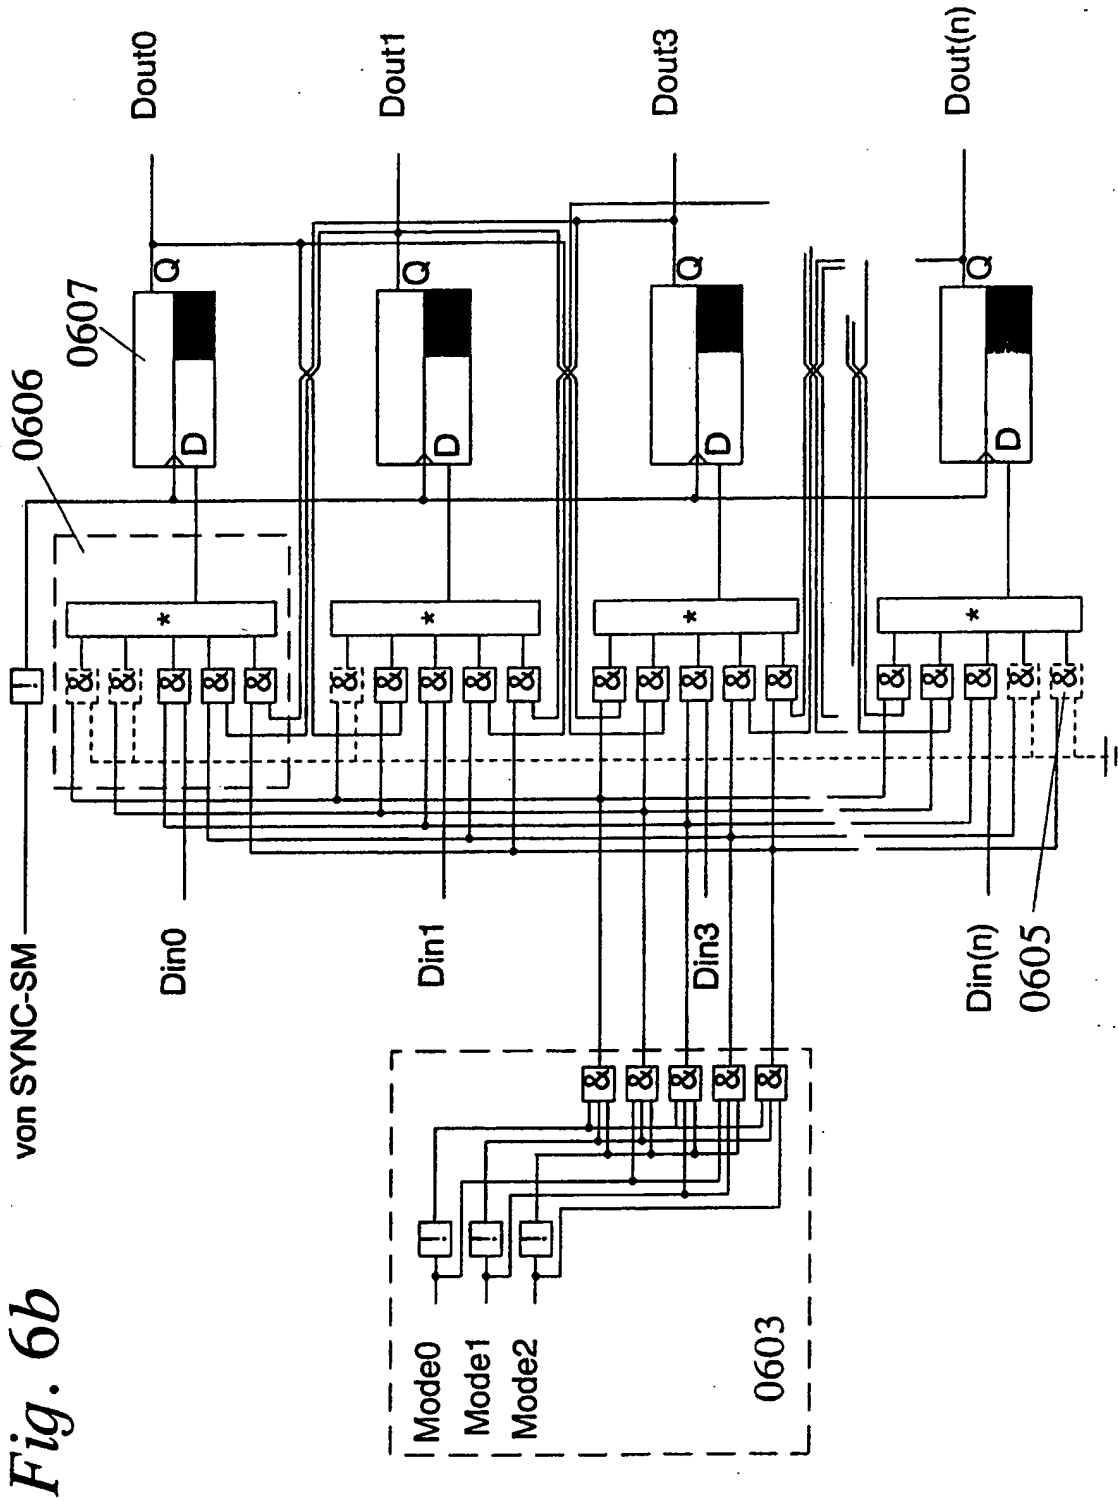 Fig. 6b
von SYNC-SM
!
0606
0607
Dout0
Dout1
Dout3
Dout(n)
Q
Q
Q
Q
D
D
D
D
*
*
*
*
& & & & &
& & & & &
& & & & &
& & & & &
Din0
Din1
Din3
Din(n)
0605
& & & & &
! ! !
Mode0
Mode1
Mode2
0603